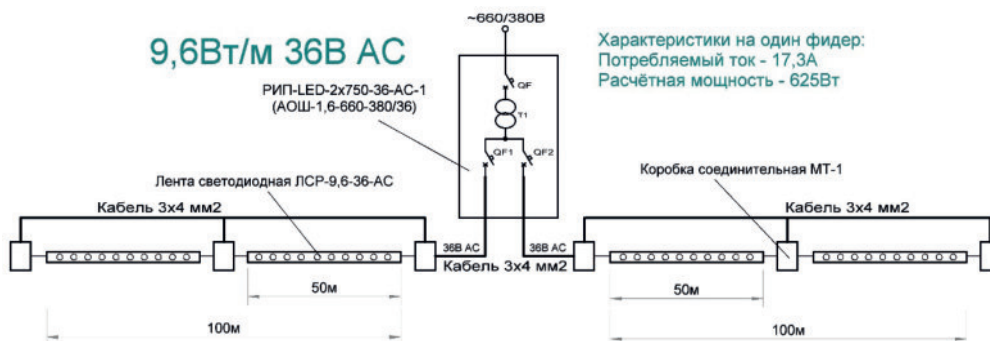 ~660/380В
9,6Вт/м 36В АС
Характеристики на один фидер:
Потребляемый ток - 17,3А
Расчётная мощность - 625Вт
РИП-LED-2х750-36-АС-1
(АОШ-1,6-660-380/36)
QF
Т1
QF1
QF2
Лента светодиодная ЛСР-9,6-36-АС
Коробка соединительная МТ-1
Кабель 3х4 мм2
Кабель 3х4 мм2
36В АС
36В АС
Кабель 3х4 мм2
50м
50м
100м
100м